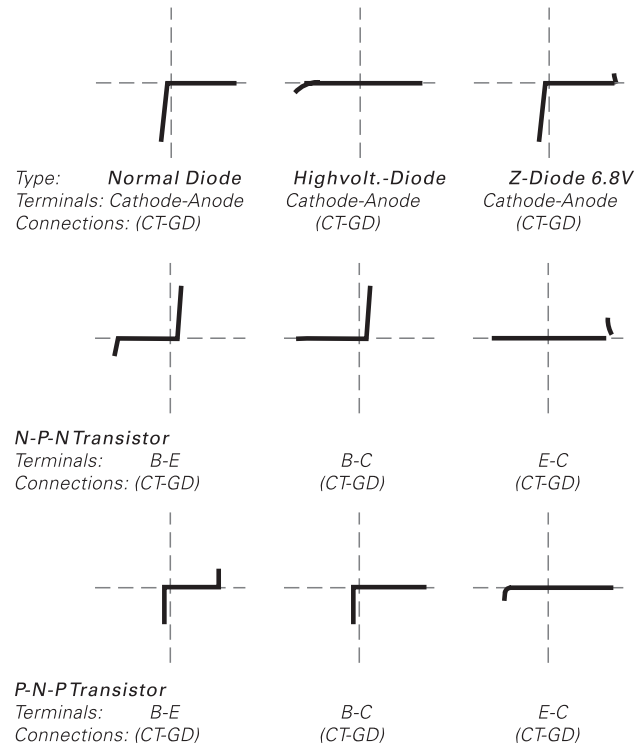 Type: Normal Diode Highvolt.-Diode Z-Diode 6.8V
Terminals: Cathode-Anode Cathode-Anode Cathode-Anode
Connections: (CT-GD) (CT-GD) (CT-GD)
N-P-N Transistor
Terminals: B-E B-C E-C
Connections: (CT-GD) (CT-GD) (CT-GD)
P-N-P Transistor
Terminals: B-E B-C E-C
Connections: (CT-GD) (CT-GD) (CT-GD)